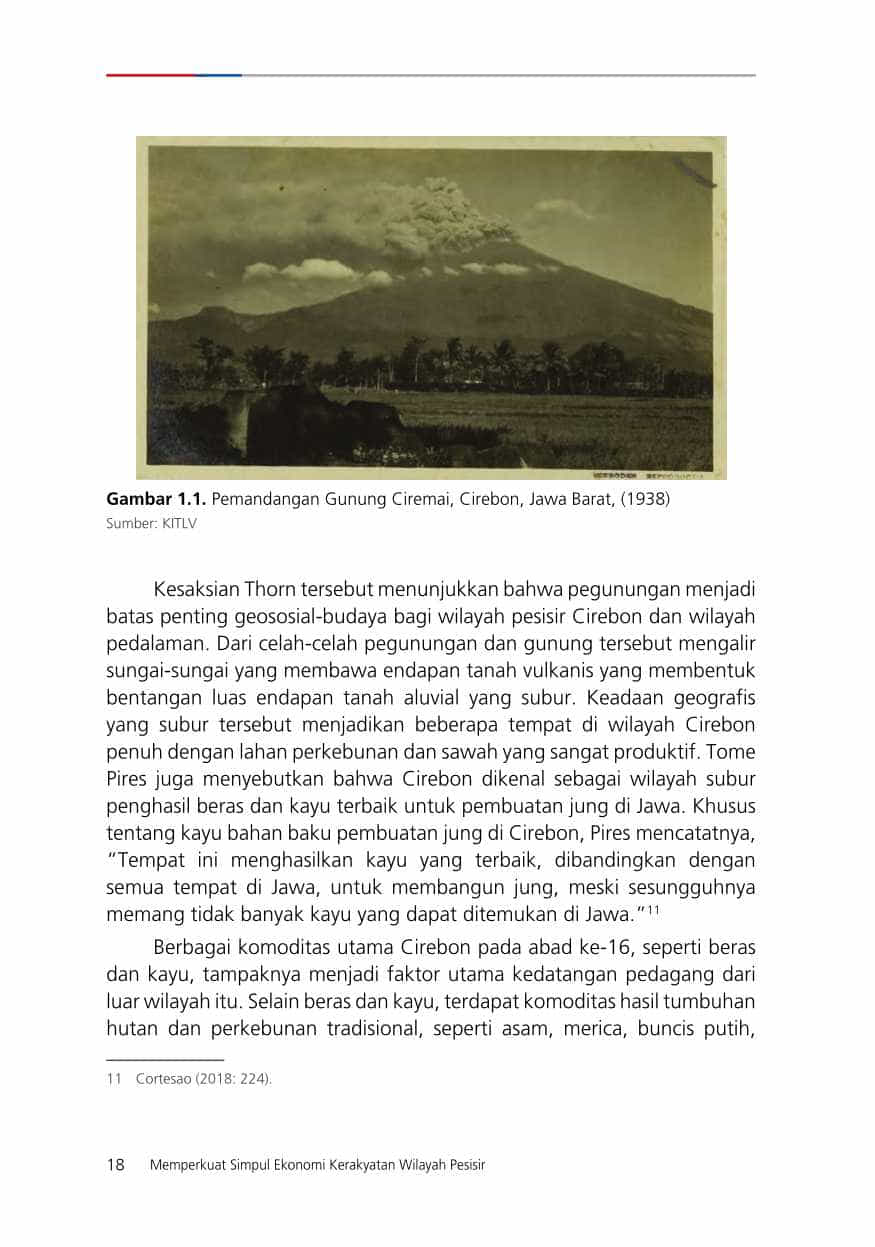 Gambar 1.1. Pemandangan Gunung Ciremai, Cirebon, Jawa Barat, (1938)
Sumber: KITLV
Kesaksian Thorn tersebut menunjukkan bahwa pegunungan menjadi
batas penting geososial-budaya bagi wilayah pesisir Cirebon dan wilayah
pedalaman. Dari celah-celah pegunungan dan gunung tersebut mengalir
sungai-sungai yang membawa endapan tanah vulkanis yang membentuk
bentangan luas endapan tanah aluvial yang subur. Keadaan geografis
yang subur tersebut menjadikan beberapa tempat di wilayah Cirebon
penuh dengan lahan perkebunan dan sawah yang sangat produktif. Tome
Pires juga menyebutkan bahwa Cirebon dikenal sebagai wilayah subur
penghasil beras dan kayu terbaik untuk pembuatan jung di Jawa. Khusus
tentang kayu bahan baku pembuatan jung di Cirebon, Pires mencatatnya,
“Tempat ini menghasilkan kayu yang terbaik, dibandingkan dengan
semua tempat di Jawa, untuk membangun jung, meski sesungguhnya
memang tidak banyak kayu yang dapat ditemukan di Jawa.”11
Berbagai komoditas utama Cirebon pada abad ke-16, seperti beras
dan kayu, tampaknya menjadi faktor utama kedatangan pedagang dari
luar wilayah itu. Selain beras dan kayu, terdapat komoditas hasil tumbuhan
hutan dan perkebunan tradisional, seperti asam, merica, buncis putih,
11 Cortesao (2018: 224).
18 Memperkuat Simpul Ekonomi Kerakyatan Wilayah Pesisir